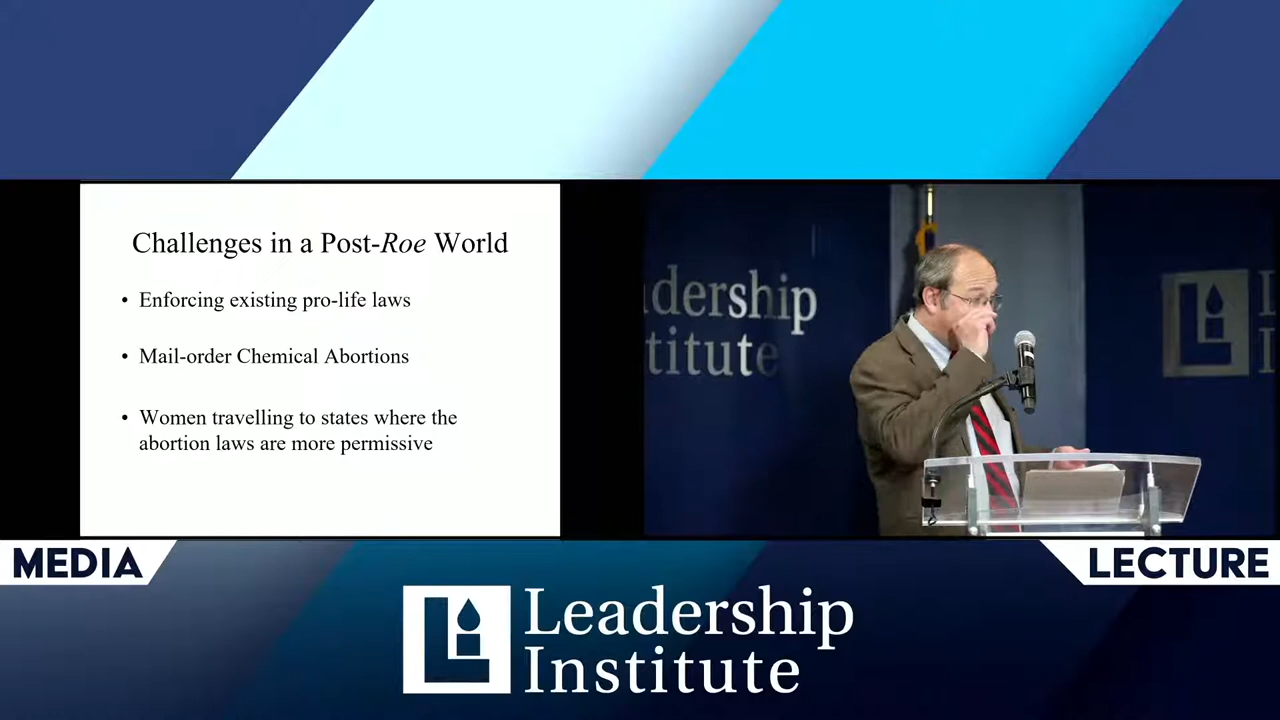 Challenges in a Post-Roe World
• Enforcing existing pro-life laws
• Mail-order Chemical Abortions
• Women travelling to states where the
abortion laws are more permissive
dership
titute
MEDIA
LECTURE
Leadership
Institute